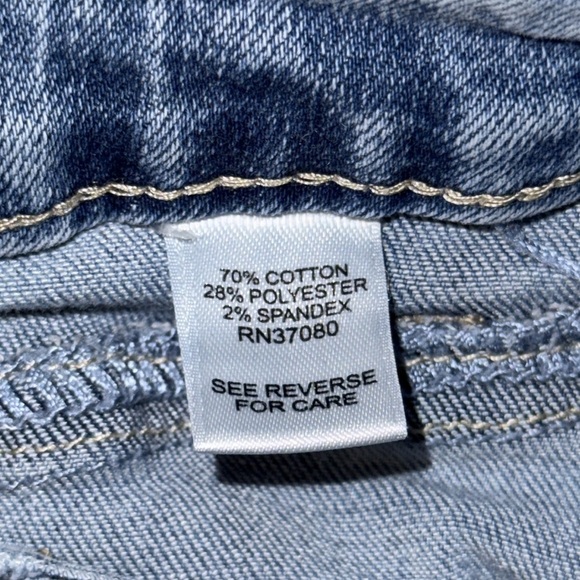 70% COTTON
28% POLYESTER
2% SPANDEX
RN37080
SEE REVERSE
FOR CARE